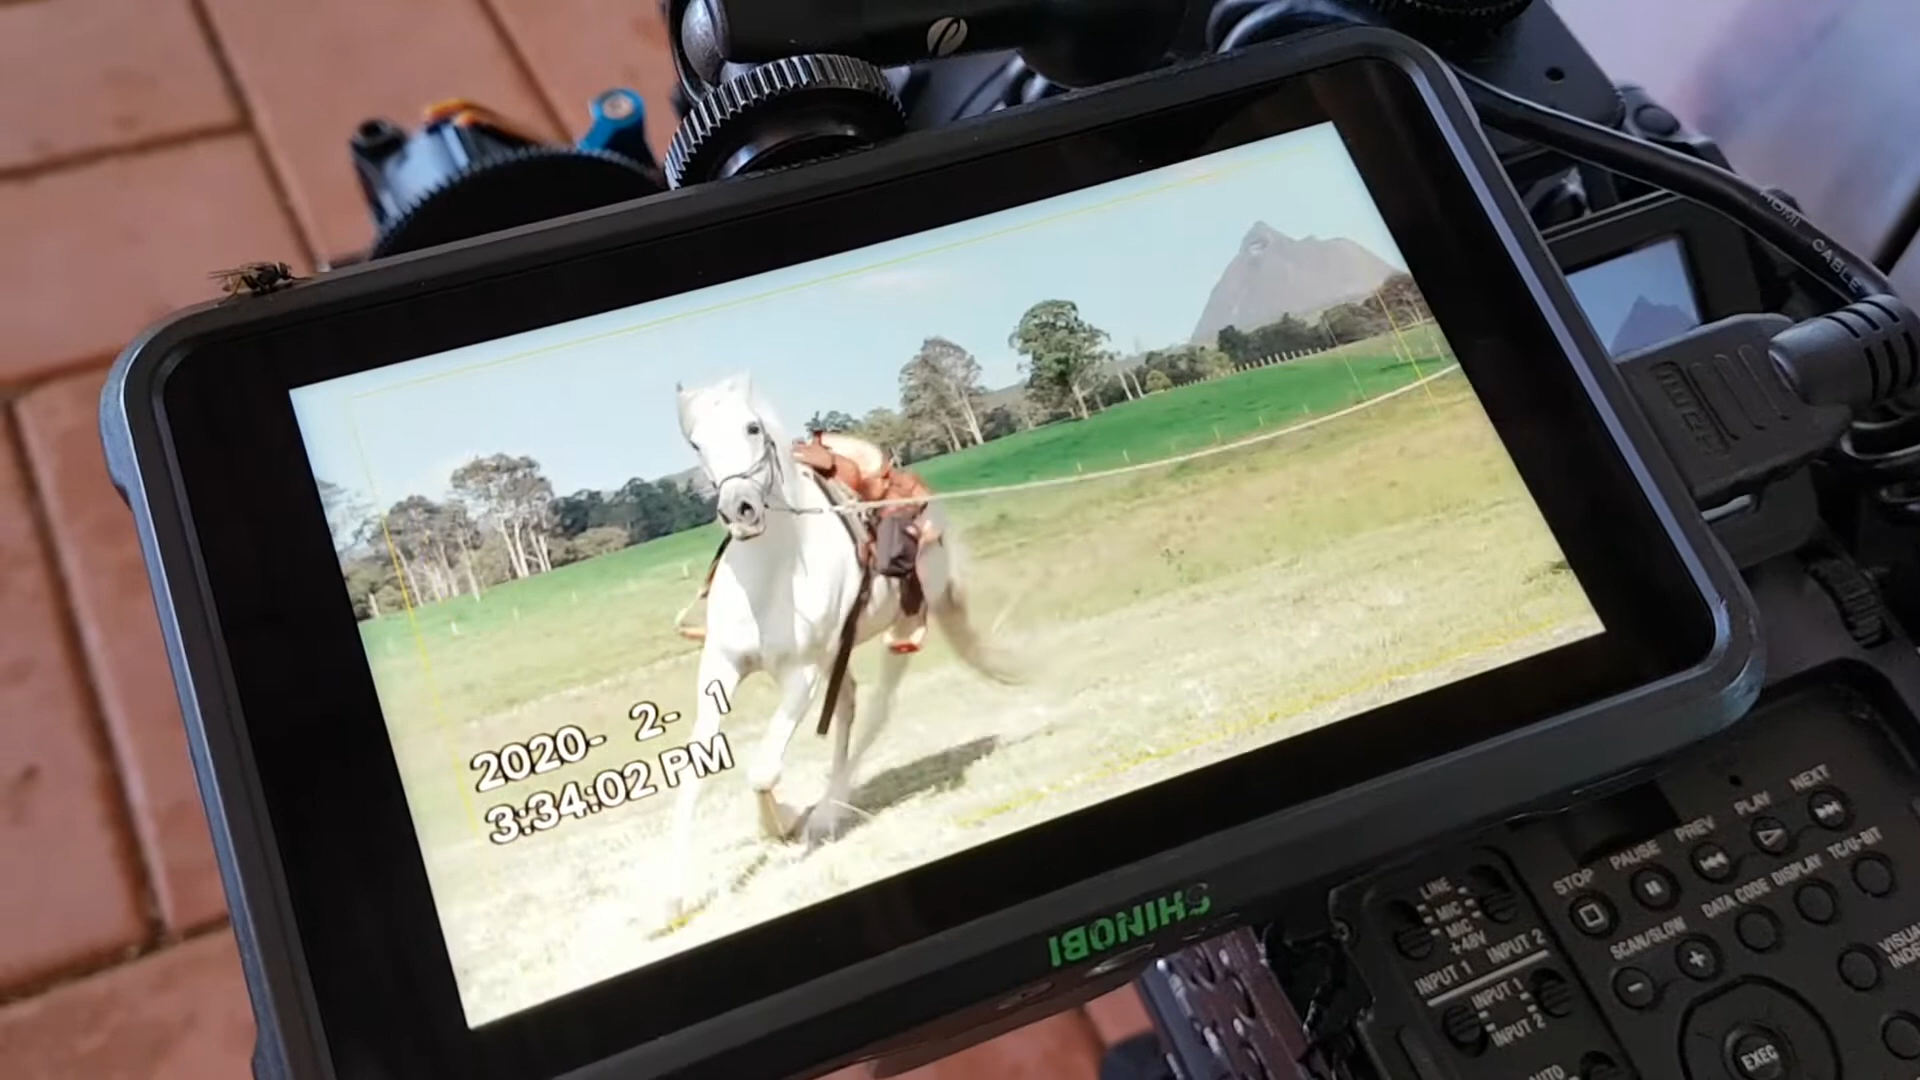 2020- 2- 1
3:34:02 PM
SHINOBI
HDMI CABLE
STOP
PAUSE
PREV
PLAY
NEXT
SCAN/SLOW
DATA CODE
DISPLAY
TC/U-BIT
LINE
MIC
MIC
+48V
INPUT 1
INPUT 2
INPUT 1
INPUT 2
EXEC
AUTO